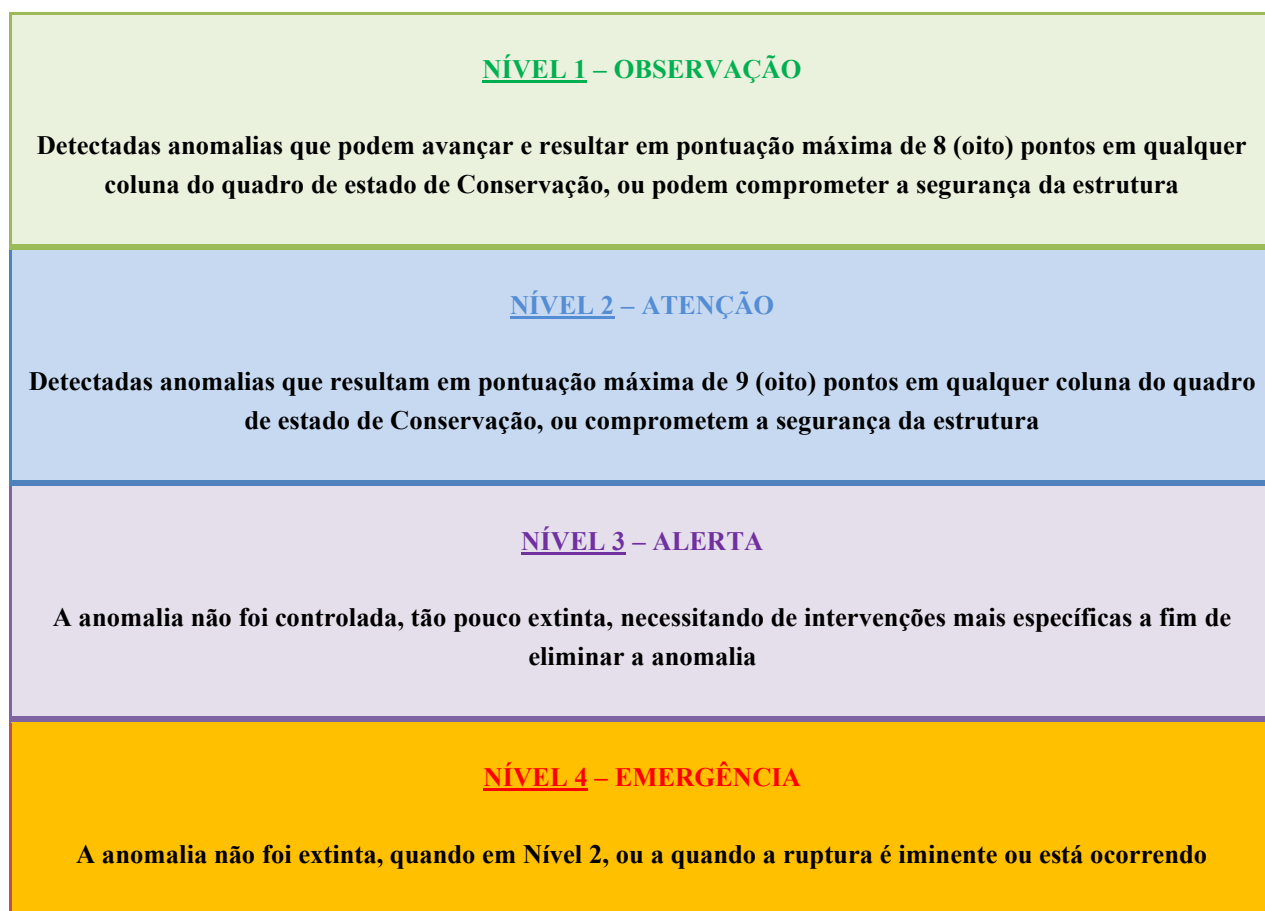 NÍVEL 1 – OBSERVAÇÃO
Detectadas anomalias que podem avançar e resultar em pontuação máxima de 8 (oito) pontos em qualquer
coluna do quadro de estado de Conservação, ou podem comprometer a segurança da estrutura
NÍVEL 2 – ATENÇÃO
Detectadas anomalias que resultam em pontuação máxima de 9 (oito) pontos em qualquer coluna do quadro
de estado de Conservação, ou comprometem a segurança da estrutura
NÍVEL 3 – ALERTA
A anomalia não foi controlada, tão pouco extinta, necessitando de intervenções mais específicas a fim de
eliminar a anomalia
NÍVEL 4 – EMERGÊNCIA
A anomalia não foi extinta, quando em Nível 2, ou a quando a ruptura é iminente ou está ocorrendo